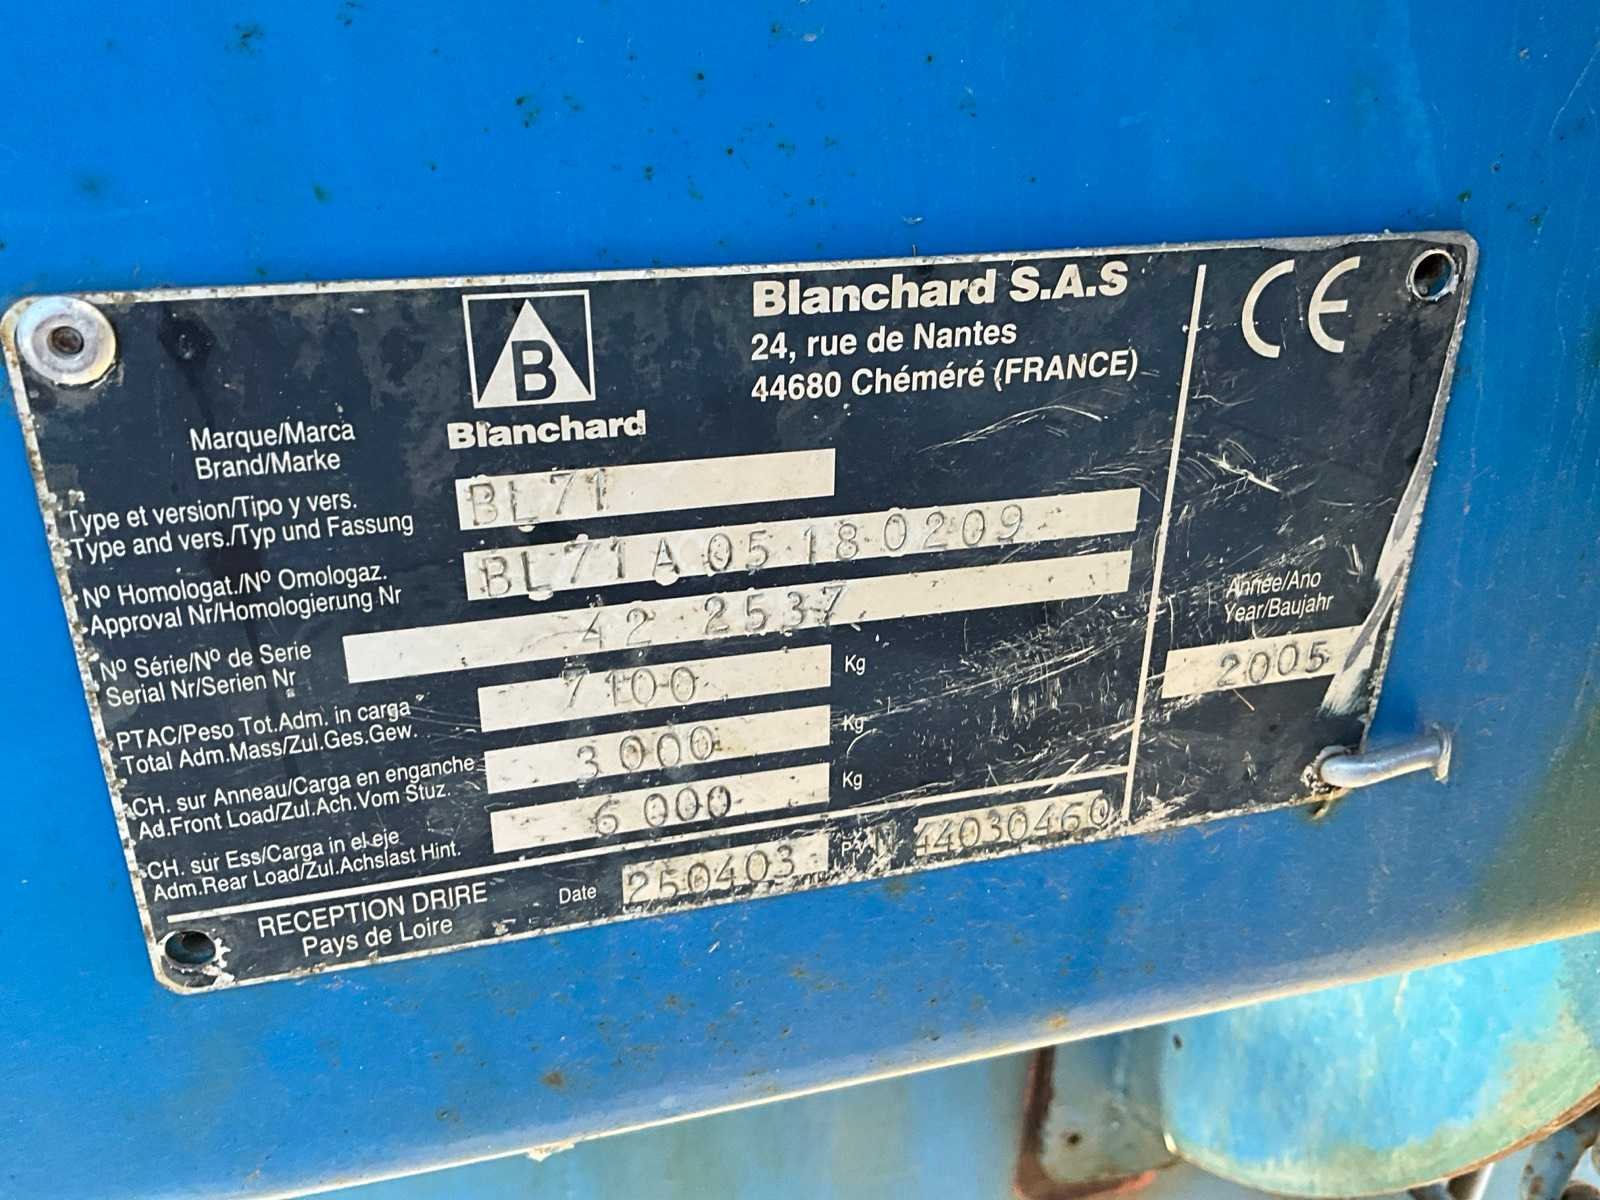 B
Blanchard
Blanchard S.A.S
24, rue de Nantes
44680 Chéméré (FRANCE)
CE
Marque/Marca
Brand/Marke
Type et version/Tipo y vers.
Type and vers./Typ und Fassung
BL71
Nº Homologat./Nº Omologaz.
Approval Nr/Homologierung Nr
BL71A05180209
Nº Série/Nº de Serie
Serial Nr/Serien Nr
42 2537
PTAC/Peso Tot.Adm. in carga
Total Adm.Mass/Zul.Ges.Gew.
7100 Kg
CH. sur Anneau/Carga en enganche
Ad.Front Load/Zul.Ach.Vom Stuz.
3000 Kg
CH. sur Ess/Carga in el eje
Adm.Rear Load/Zul.Achslast Hint.
6000 Kg
Année/Ano
Year/Baujahr
2005
RECEPTION DRIRE
Pays de Loire
Date 250403
44030460